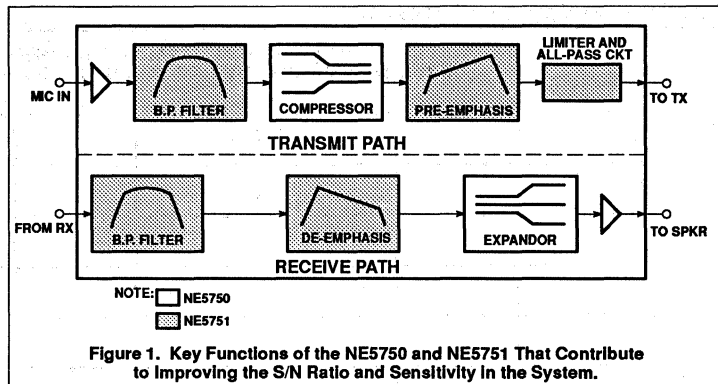 LIMITER AND
ALL-PASS CKT
MIC IN
B.P. FILTER
COMPRESSOR
PRE-EMPHASIS
TO TX
TRANSMIT PATH
FROM RX
B.P. FILTER
DE-EMPHASIS
EXPANDOR
TO SPKR
RECEIVE PATH
NOTE: NE5750
NE5751
Figure 1. Key Functions of the NE5750 and NE5751 That Contribute
to Improving the S/N Ratio and Sensitivity in the System.